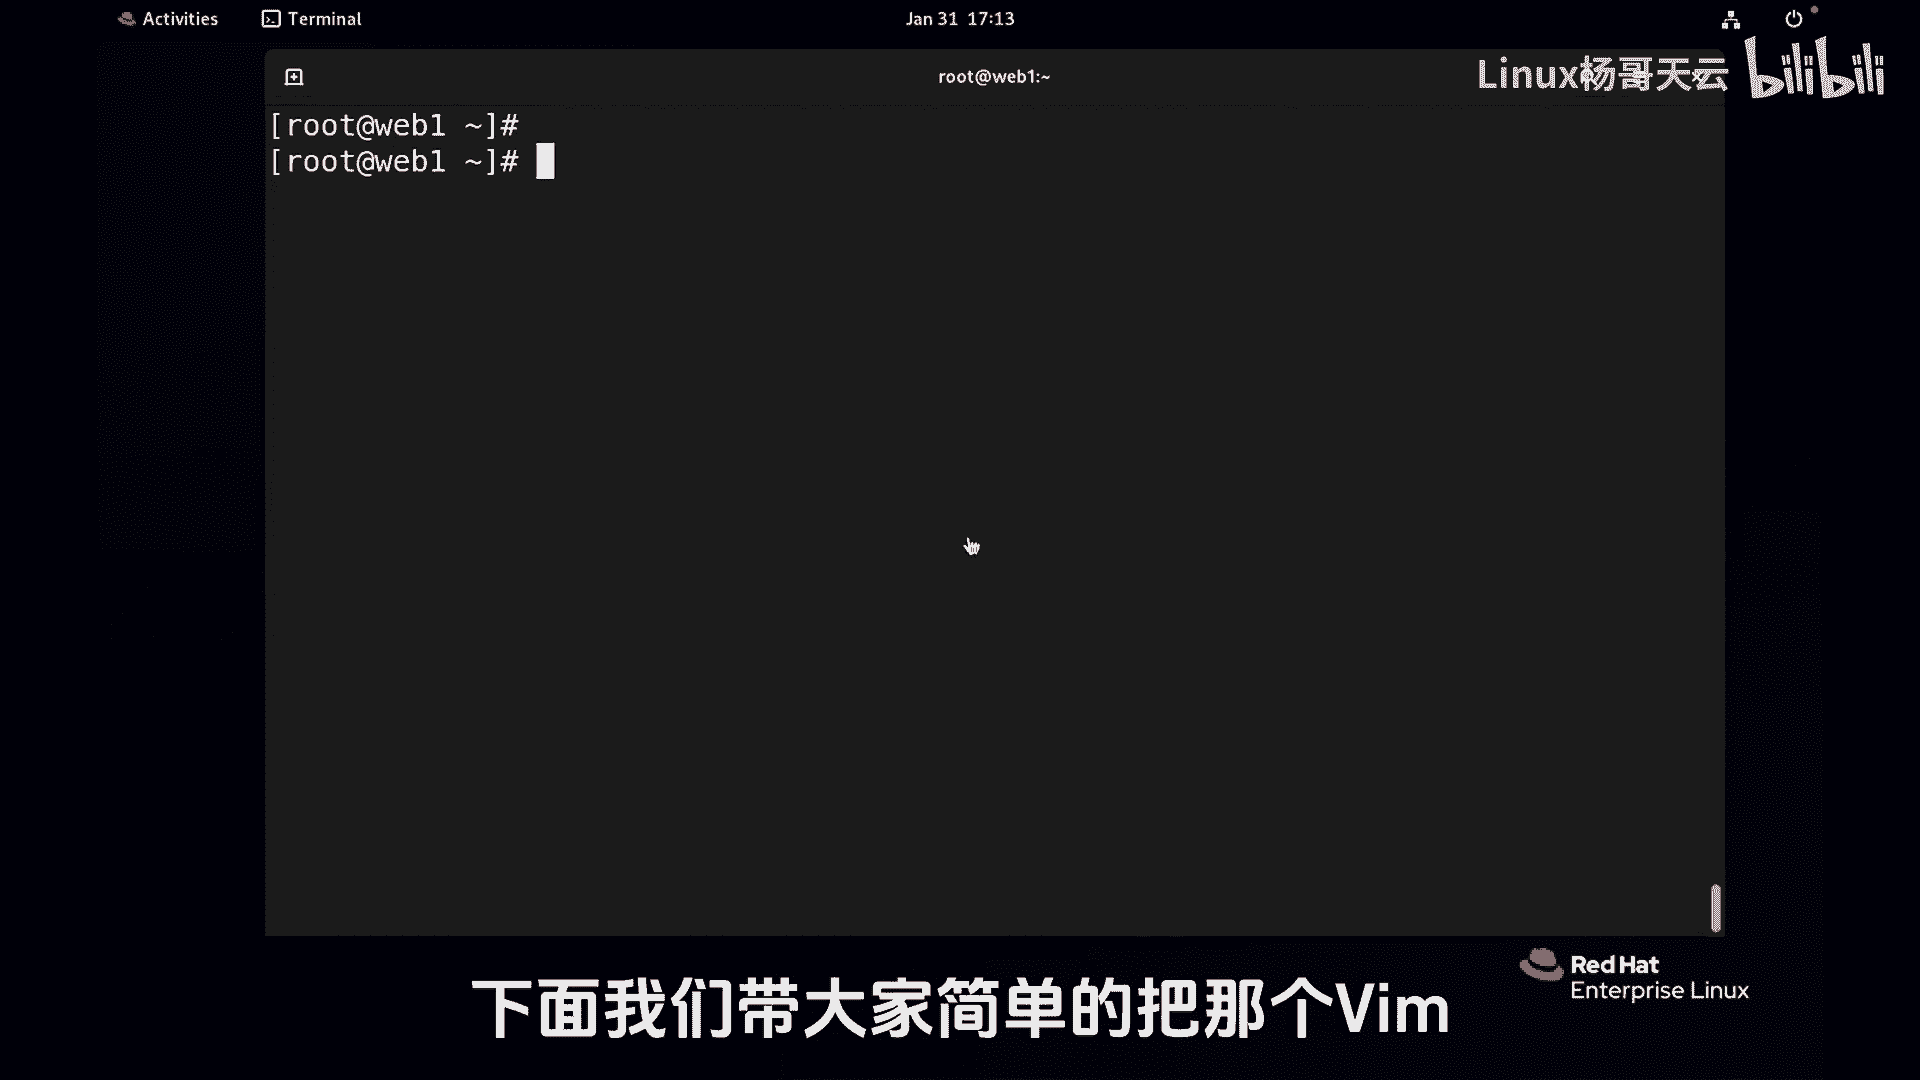 Activities
Terminal
Jan 31 17:13
root@web1:~
Linux杨哥天云 bilibili
[root@web1 ~]#
[root@web1 ~]#
Red Hat
Enterprise Linux
下面我们带大家简单的把那个Vim